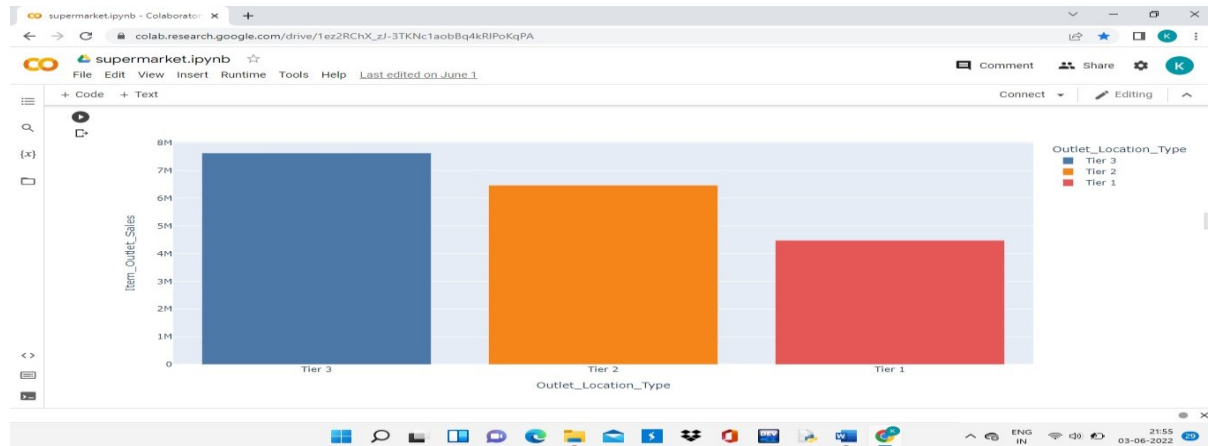 supermarket.ipynb - Colaborator
colab.research.google.com/drive/1ez2RChX_zJ-3TKNc1aobBq4kRIPoKqPA
supermarket.ipynb
File Edit View Insert Runtime Tools Help Last edited on June 1
Comment Share K
+ Code + Text
Connect Editing
{x}
8M
7M
6M
5M
4M
3M
2M
1M
0
Item_Outlet_Sales
Tier 3 Tier 2 Tier 1
Outlet_Location_Type
Outlet_Location_Type
Tier 3
Tier 2
Tier 1
ENG
IN
21:55
03-06-2022
29